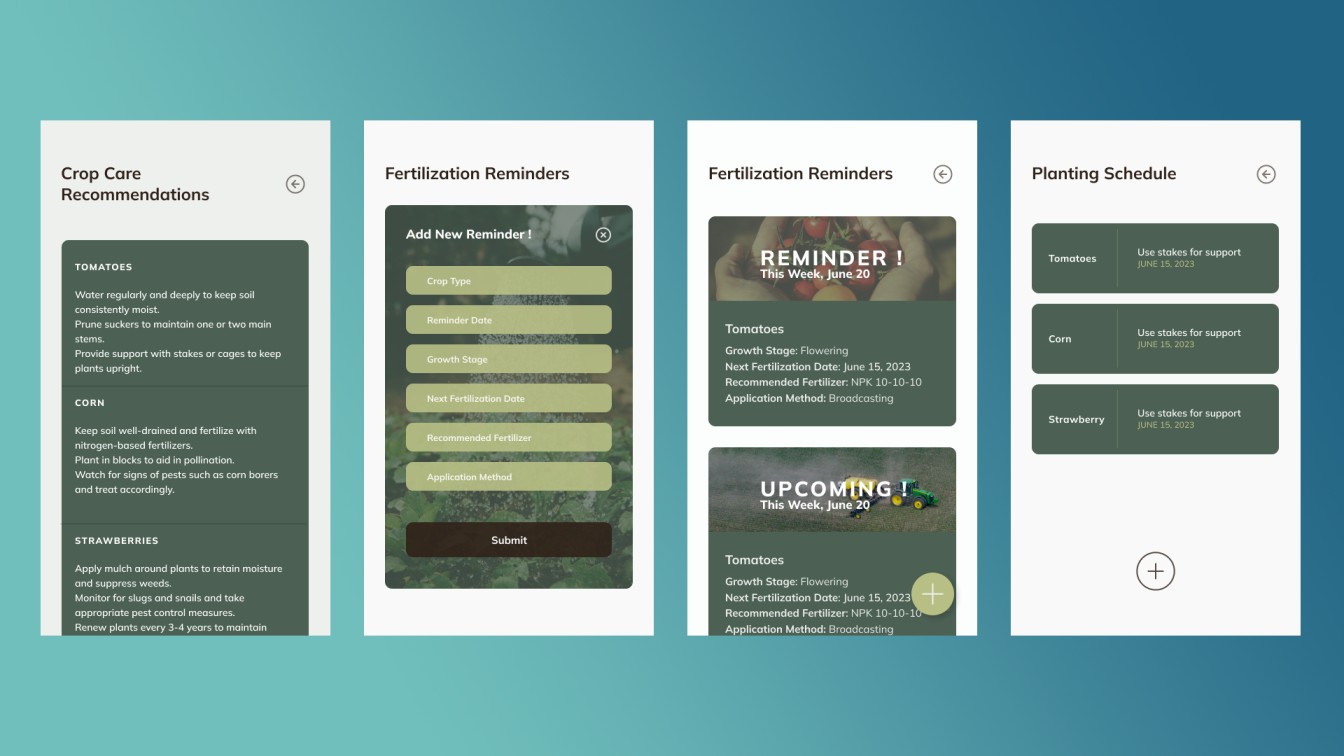 Crop Care
Recommendations
TOMATOES
Water regularly and deeply to keep soil
consistently moist.
Prune suckers to maintain one or two main
stems.
Provide support with stakes or cages to keep
plants upright.
CORN
Keep soil well-drained and fertilize with
nitrogen-based fertilizers.
Plant in blocks to aid in pollination.
Watch for signs of pests such as corn borers
and treat accordingly.
STRAWBERRIES
Apply mulch around plants to retain moisture
and suppress weeds.
Monitor for slugs and snails and take
appropriate pest control measures.
Renew plants every 3-4 years to maintain
Fertilization Reminders
Add New Reminder !
Crop Type
Reminder Date
Growth Stage
Next Fertilization Date
Recommended Fertilizer
Application Method
Submit
Fertilization Reminders
REMINDER !
This Week, June 20
Tomatoes
Growth Stage: Flowering
Next Fertilization Date: June 15, 2023
Recommended Fertilizer: NPK 10-10-10
Application Method: Broadcasting
UPCOMING !
This Week, June 20
Tomatoes
Growth Stage: Flowering
Next Fertilization Date: June 15, 2023
Recommended Fertilizer: NPK 10-10-10
Application Method: Broadcasting
Planting Schedule
Tomatoes
Use stakes for support
JUNE 15, 2023
Corn
Use stakes for support
JUNE 15, 2023
Strawberry
Use stakes for support
JUNE 15, 2023